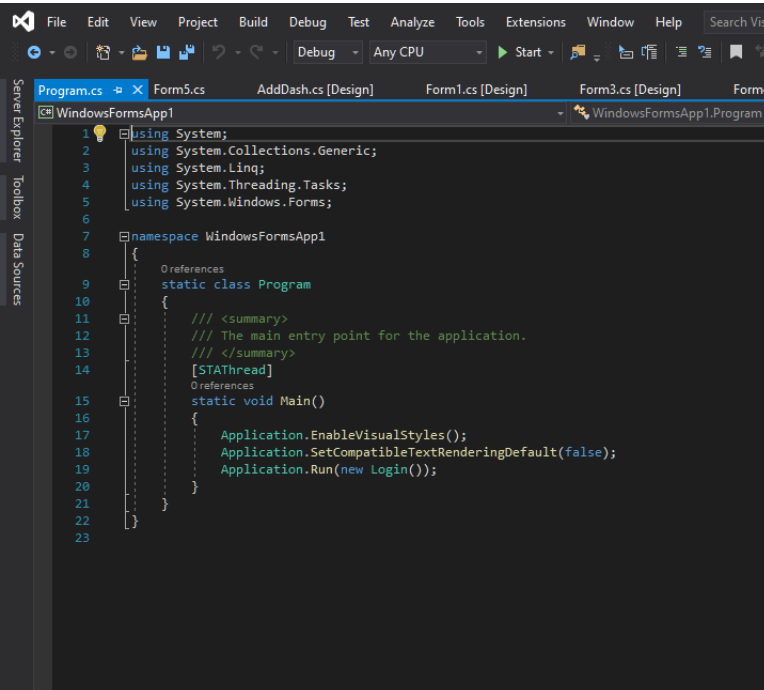 File Edit View Project Build Debug Test Analyze Tools Extensions Window Help Search Vis
Debug Any CPU Start
Program.cs Form5.cs AddDash.cs [Design] Form1.cs [Design] Form3.cs [Design] Form
C# WindowsFormsApp1 WindowsFormsApp1.Program
Server Explorer
Toolbox
Data Sources
1 using System;
2 using System.Collections.Generic;
3 using System.Linq;
4 using System.Threading.Tasks;
5 using System.Windows.Forms;
6
7 namespace WindowsFormsApp1
8 {
0 references
9 static class Program
10 {
11 /// <summary>
12 /// The main entry point for the application.
13 /// </summary>
14 [STAThread]
0 references
15 static void Main()
16 {
17 Application.EnableVisualStyles();
18 Application.SetCompatibleTextRenderingDefault(false);
19 Application.Run(new Login());
20 }
21 }
22 }
23